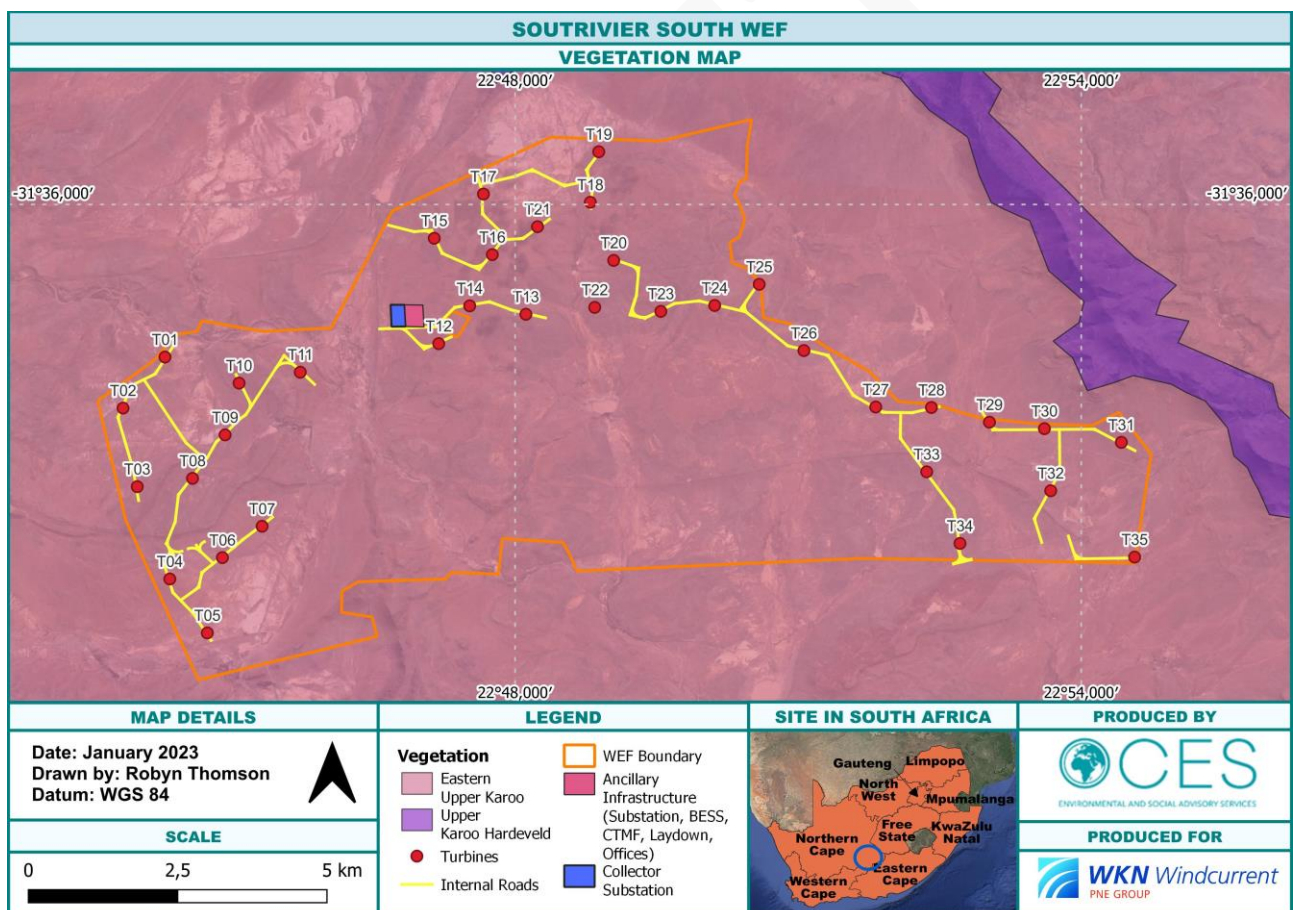 SOUTRIVIER SOUTH WEF
VEGETATION MAP
22°48,000′ 22°54,000′
T19
-31°36,000′ T17 T18 -31°36,000′
T15 T21
T16 T20
T25
T14 T13 T22 T23 T24
T12
T01 T26
T10 T11
T02 T27 T28
T09 T29 T30 T31
T08 T33
T03 T32
T07
T06 T34 T35
T04
T05
22°48,000′ 22°54,000′
MAP DETAILS
Date: January 2023
Drawn by: Robyn Thomson
Datum: WGS 84
SCALE
0 2,5 5 km
LEGEND
Vegetation
Eastern
Upper Karoo
Upper
Karoo Hardeveld
Turbines
Internal Roads
WEF Boundary
Ancillary
Infrastructure
(Substation, BESS,
CTMF, Laydown,
Offices)
Collector
Substation
SITE IN SOUTH AFRICA
Gauteng Limpopo
North
West
Mpumalanga
Free
State
KwaZulu
Natal
Northern
Cape
Eastern
Cape
Western
Cape
PRODUCED BY
CES
ENVIRONMENTAL AND SOCIAL ADVISORY SERVICES
PRODUCED FOR
WKN Windcurrent
PNE GROUP